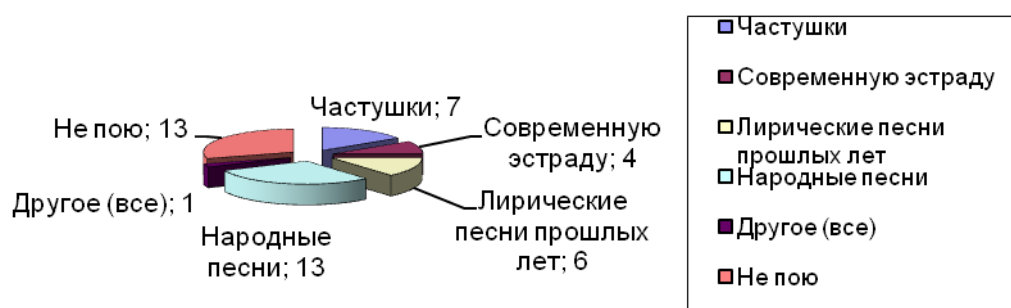 Частушки; 7
Современную
эстраду; 4
Лирические
песни прошлых
лет; 6
Народные
песни; 13
Другое (все); 1
Не пою; 13
Частушки
Современную эстраду
Лирические песни
прошлых лет
Народные песни
Другое (все)
Не пою